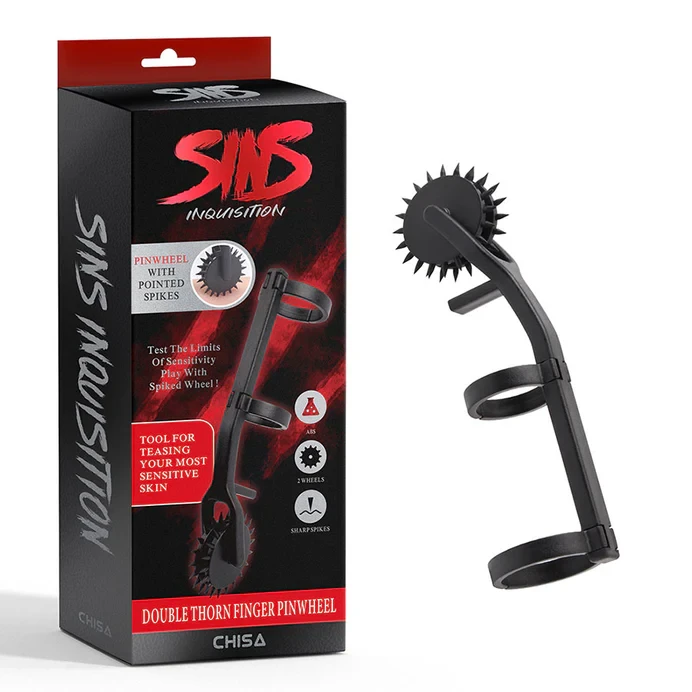 SINS
INQUISITION
SINS INQUISITION
SINS
INQUISITION
PINWHEEL
WITH
POINTED
SPIKES
Test The Limits
Of Sensitivity
Play With
Spiked Wheel !
TOOL FOR
TEASING
YOUR MOST
SENSITIVE
SKIN
ABS
2 WHEELS
SHARP SPIKES
DOUBLE THORN FINGER PINWHEEL
CHISA
CHISA